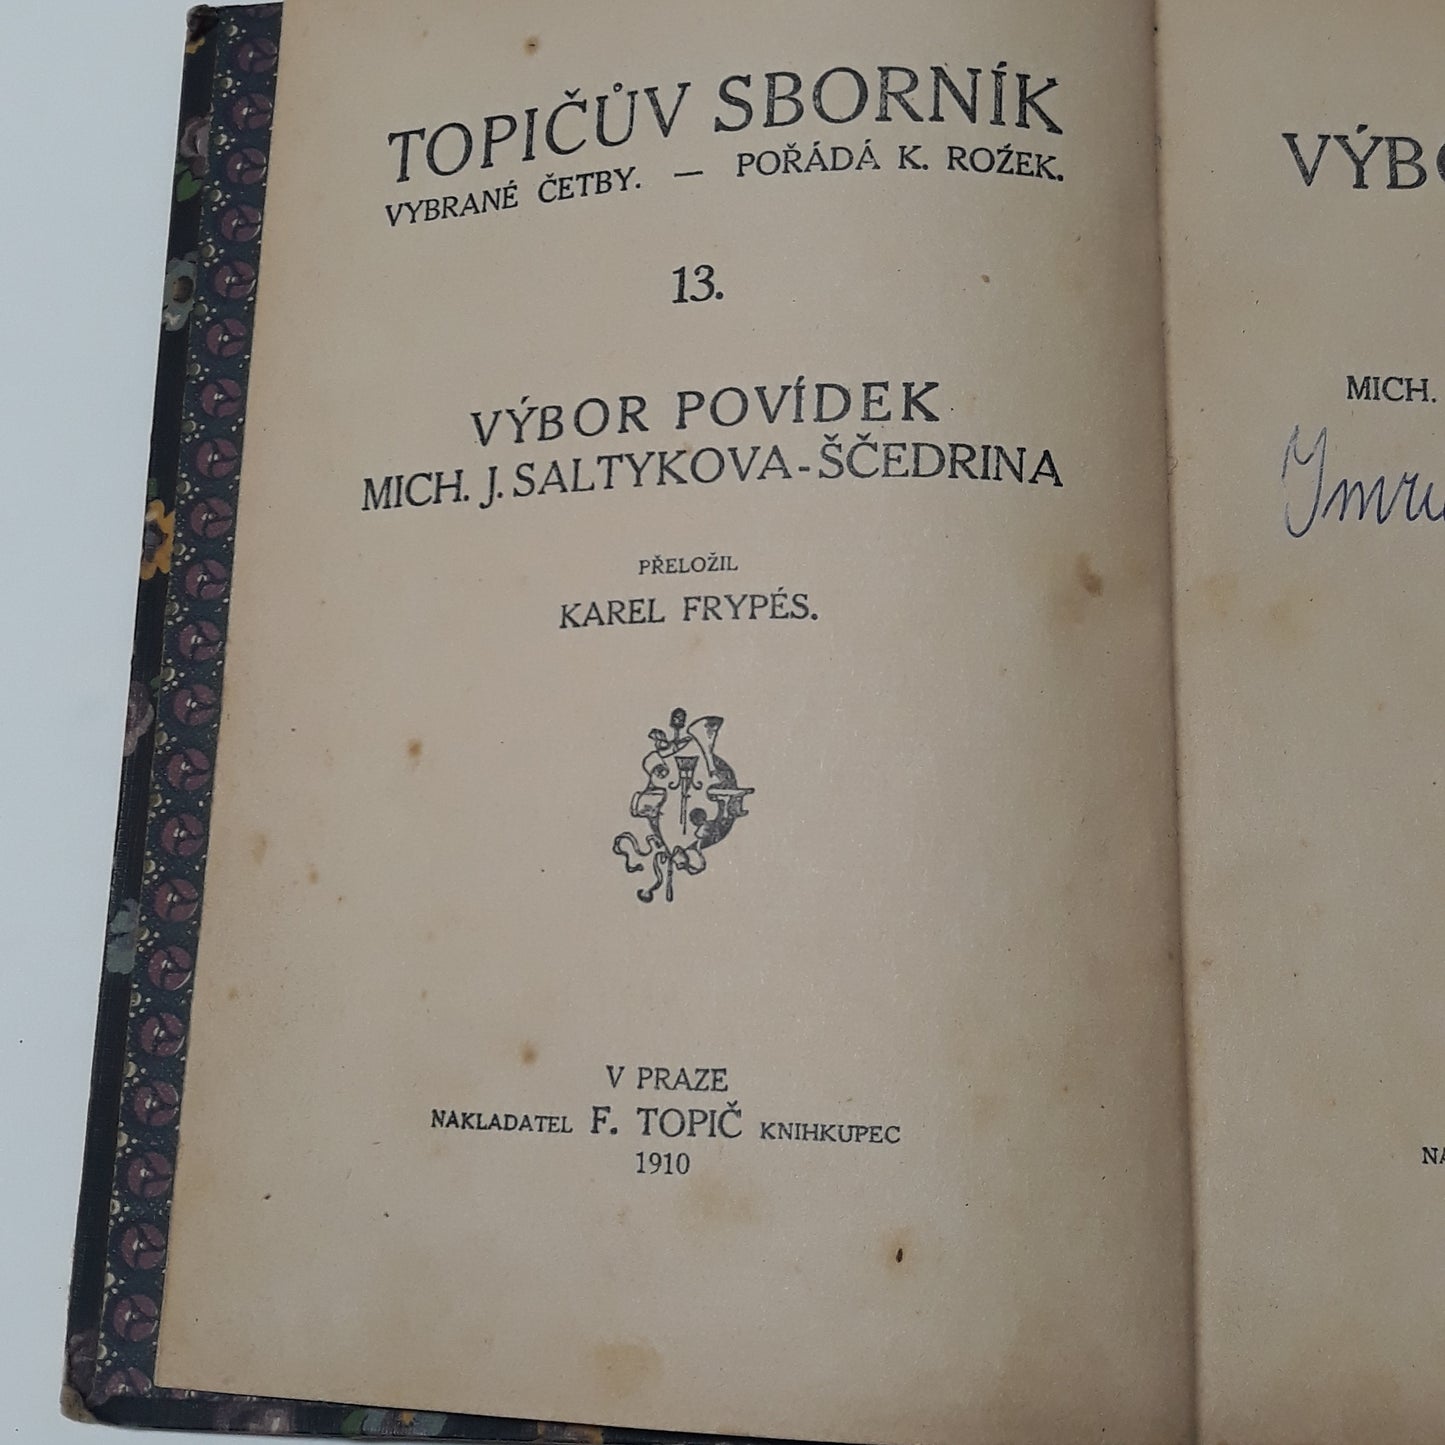 TOPIČŮV SBORNÍK
VYBRANÉ ČETBY. — POŘÁDÁ K. ROŽEK.
13.
VÝBOR POVÍDEK
MICH. J. SALTYKOVA-ŠČEDRINA
PŘELOŽIL
KAREL FRYPÉS.
V PRAZE
NAKLADATEL F. TOPIČ KNIHKUPEC
1910
MICH.